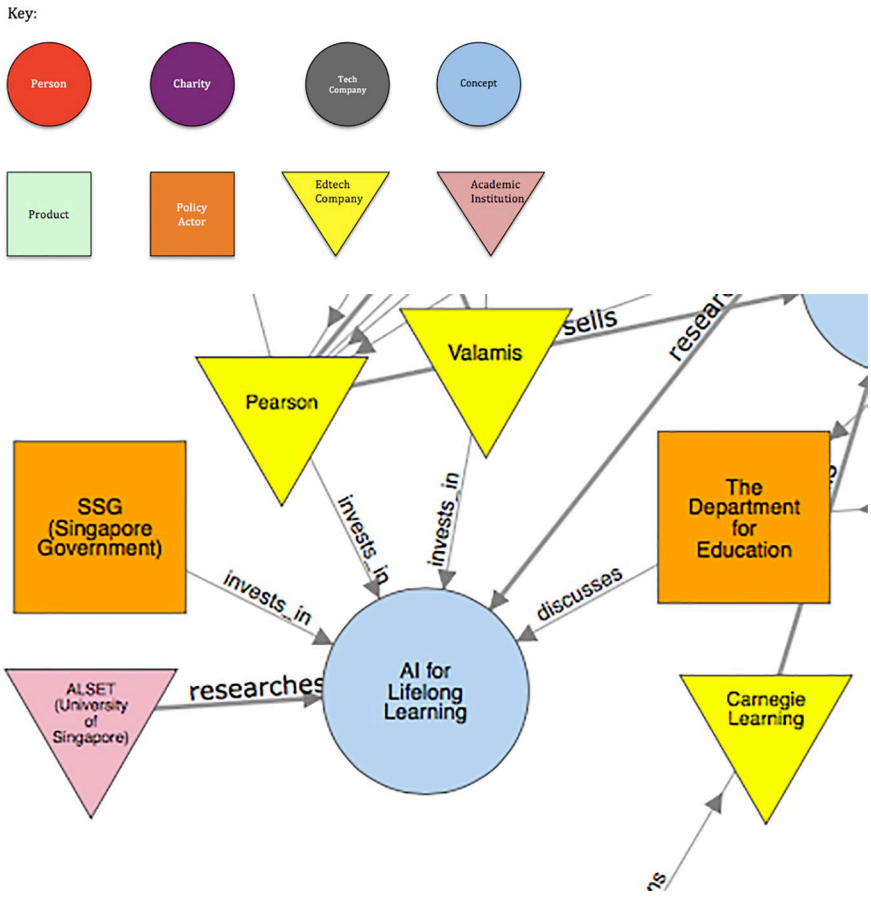 Key:
Person
Charity
Tech
Company
Concept
Product
Policy
Actor
Edtech
Company
Academic
Institution
sells
Valamis
Pearson
SSG
(Singapore
Government)
The
Department
for
Education
invests_in
invests_in
invests_in
discusses
ALSET
(University
of
Singapore)
researches
AI for
Lifelong
Learning
Carnegie
Learning